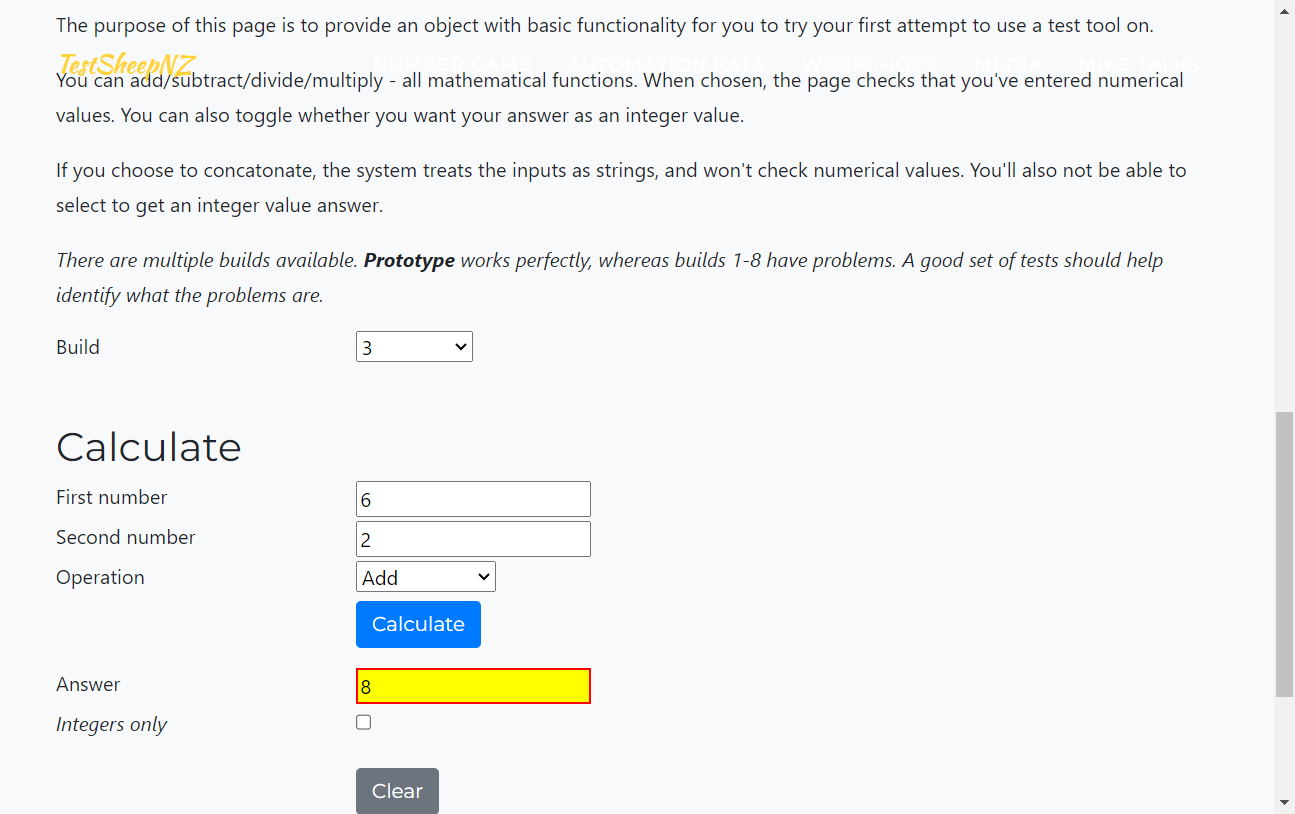 The purpose of this page is to provide an object with basic functionality for you to try your first attempt to use a test tool on.
TestSheepNZ NUMBER GAME AUTOMATION KATA WORKSHOPS MEDIA MIKE TALKS
You can add/subtract/divide/multiply - all mathematical functions. When chosen, the page checks that you've entered numerical
values. You can also toggle whether you want your answer as an integer value.
If you choose to concatonate, the system treats the inputs as strings, and won't check numerical values. You'll also not be able to
select to get an integer value answer.
There are multiple builds available. Prototype works perfectly, whereas builds 1-8 have problems. A good set of tests should help
identify what the problems are.
Build 3
Calculate
First number 6
Second number 2
Operation Add
Calculate
Answer 8
Integers only
Clear